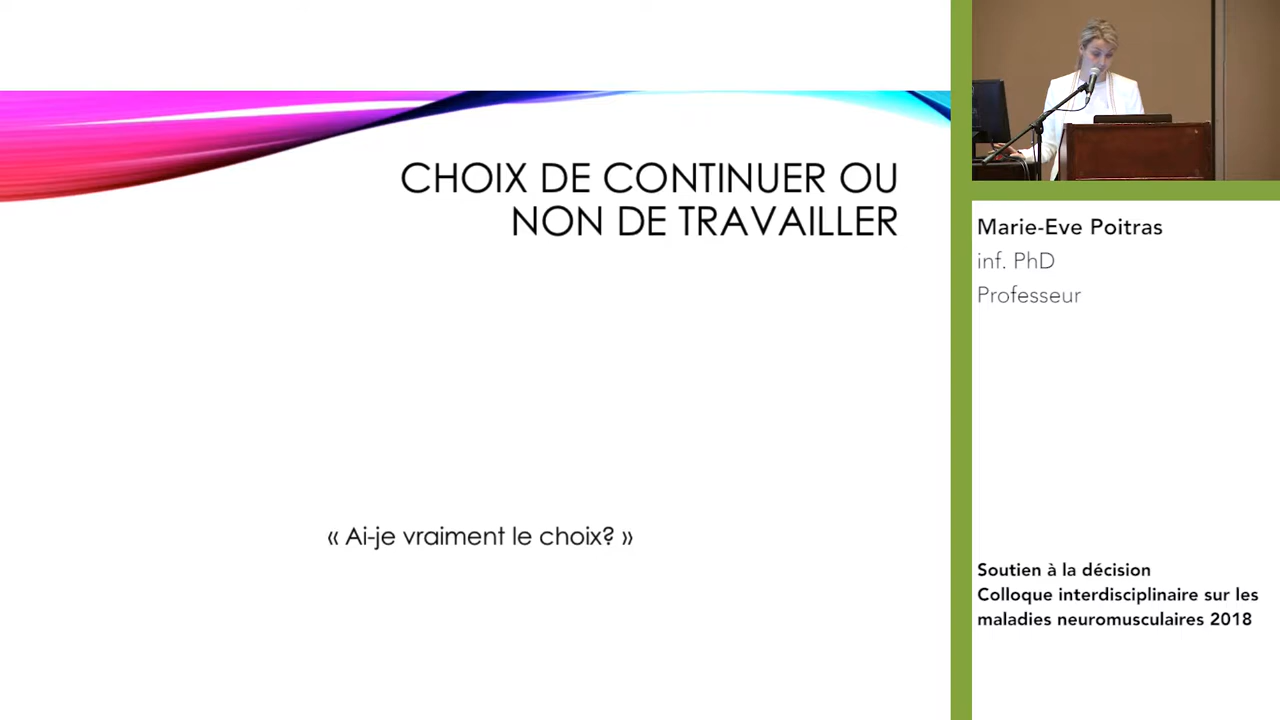 CHOIX DE CONTINUER OU
NON DE TRAVAILLER
« Ai-je vraiment le choix? »
Marie-Eve Poitras
inf. PhD
Professeur
Soutien à la décision
Colloque interdisciplinaire sur les
maladies neuromusculaires 2018